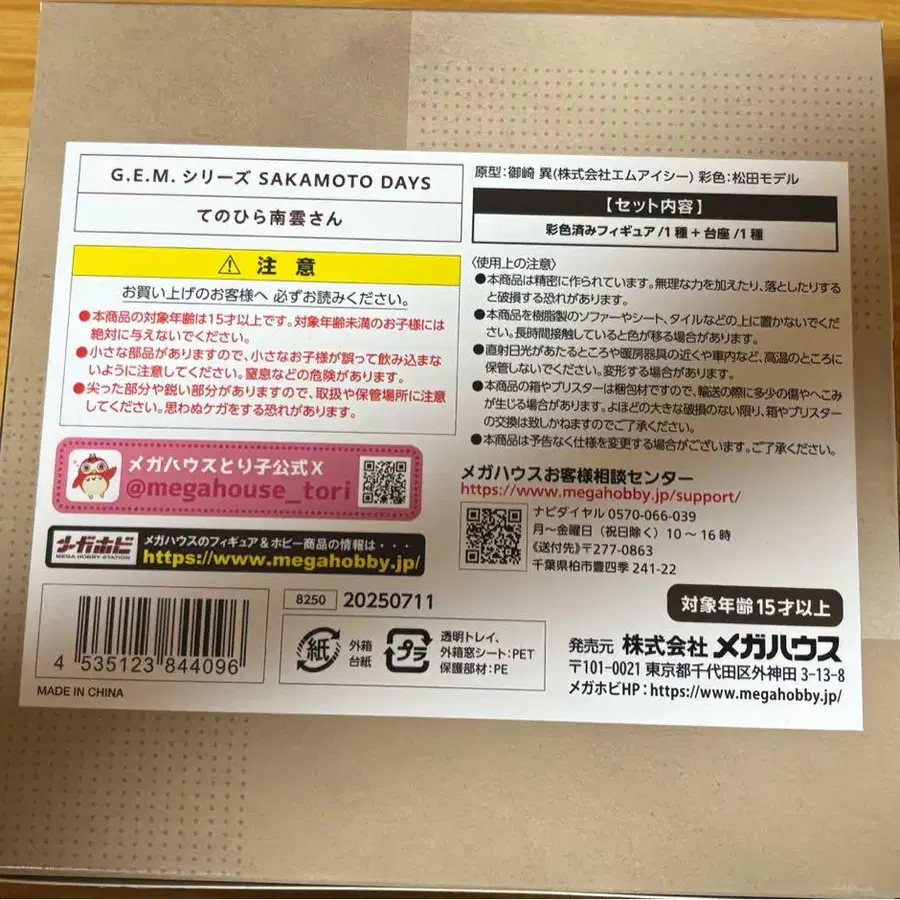 G.E.M. シリーズ SAKAMOTO DAYS
てのひら南雲さん
⚠ 注 意
お買い上げのお客様へ 必ずお読みください。
●本商品の対象年齢は15才以上です。対象年齢未満のお子様には
絶対に与えないでください。
●小さな部品がありますので、小さなお子様が誤って飲み込まな
いように注意してください。窒息などの危険があります。
●尖った部分や鋭い部分がありますので、取扱や保管場所に注意
してください。思わぬケガをする恐れがあります。
メガハウスとり子公式X
@megahouse_tori
メガホビ
MEGA HOBBY STATION
メガハウスのフィギュア&ホビー商品の情報は・・・
https://www.megahobby.jp/
4 535123 844096
MADE IN CHINA
8250 20250711
紙
外箱
台紙
プラ
透明トレイ、
外箱窓シート:PET
保護部材:PE
原型:御崎 異(株式会社エムアイシー) 彩色:松田モデル
【セット内容】
彩色済みフィギュア/1種+台座/1種
〈使用上の注意〉
●本商品は精密に作られています。無理な力を加えたり、落としたりする
と破損する恐れがあります。
●本商品を樹脂製のソファーやシート、タイルなどの上に置かないでくだ
さい。長時間接触していると色が移る場合があります。
●直射日光があたるところや暖房器具の近くや車内など、高温のところに
保管しないでください。変形する場合があります。
●本商品の箱やブリスターは梱包材ですので、輸送の際に多少の傷やへこみ
が生じる場合があります。よほどの大きな破損のない限り、箱やブリスター
の交換は致しかねますのでご了承ください。
●本商品は予告なく仕様を変更する場合がございます。ご了承ください。
メガハウスお客様相談センター
https://www.megahobby.jp/support/
ナビダイヤル 0570-066-039
月～金曜日(祝日除く)10～16時
《送付先》〒277-0863
千葉県柏市豊四季 241-22
対象年齢15才以上
発売元 株式会社メガハウス
〒101-0021 東京都千代田区外神田 3-13-8
メガホビHP:https://www.megahobby.jp/